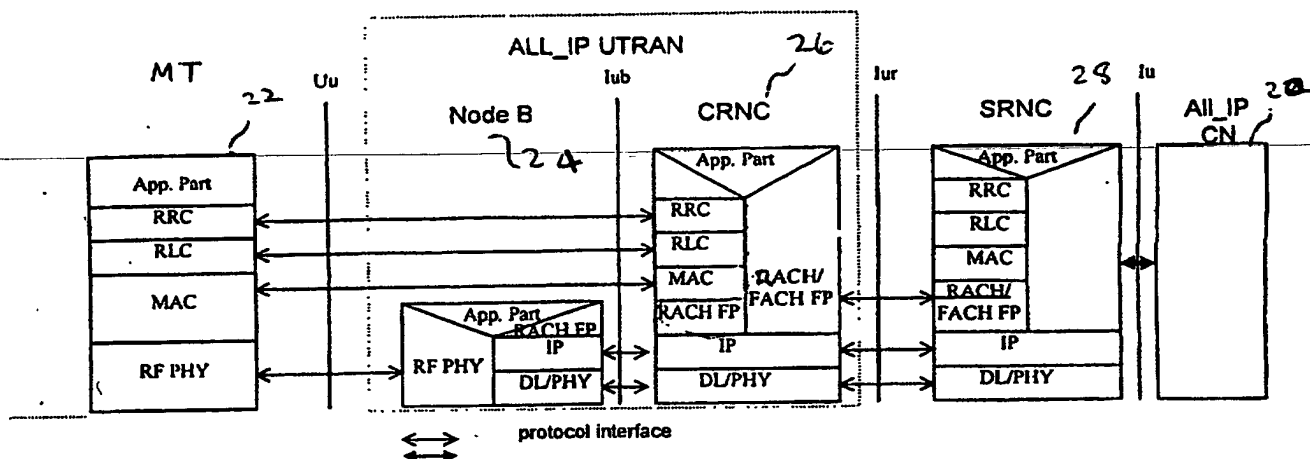 ALL_IP UTRAN
MT
Uu
Iub
Iur
Iu
22
Node B
24
CRNC
26
SRNC
28
All_IP
CN
App. Part
RRC
RLC
MAC
RF PHY
App. Part
RACH FP
RF PHY
IP
DL/PHY
App. Part
RRC
RLC
MAC
RACH FP
RACH/
FACH FP
IP
DL/PHY
App. Part
RRC
RLC
MAC
RACH/
FACH FP
IP
DL/PHY
protocol interface